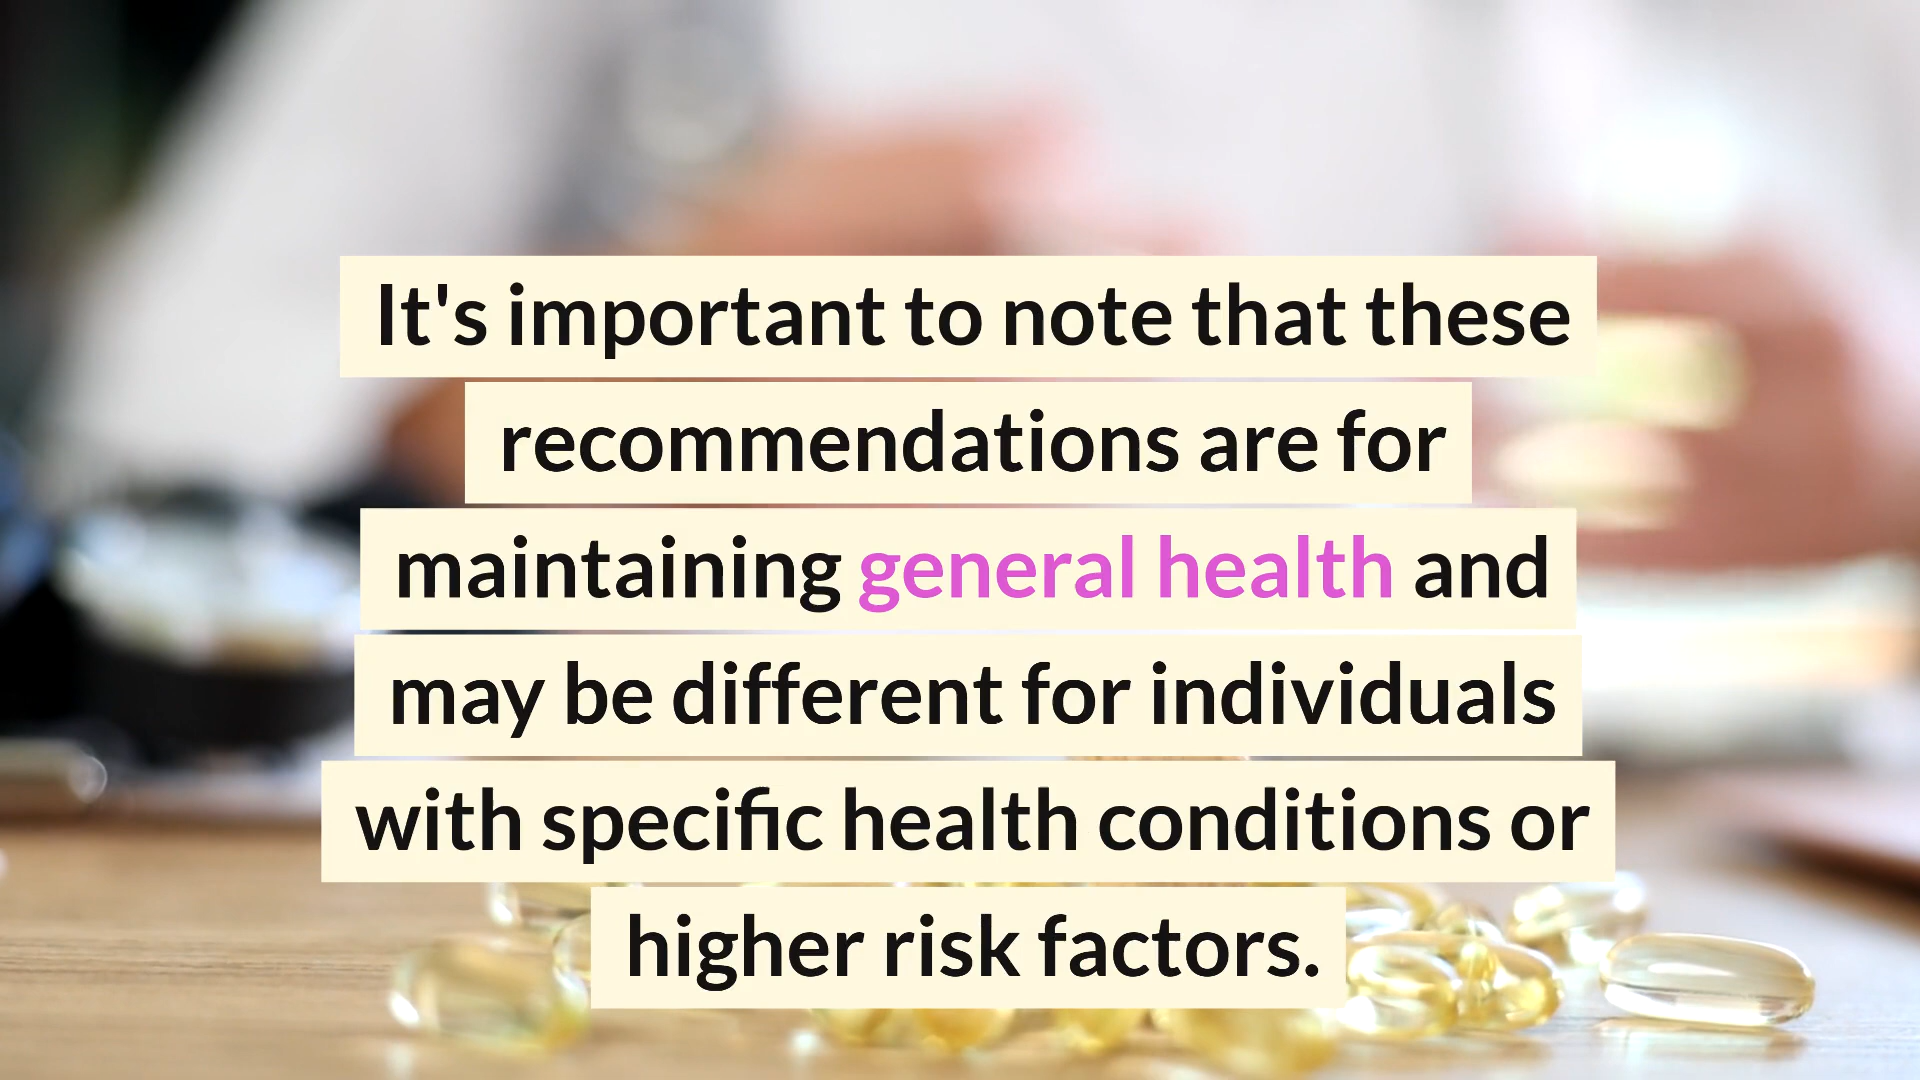 It's important to note that these
recommendations are for
maintaining general health and
may be different for individuals
with specific health conditions or
higher risk factors.